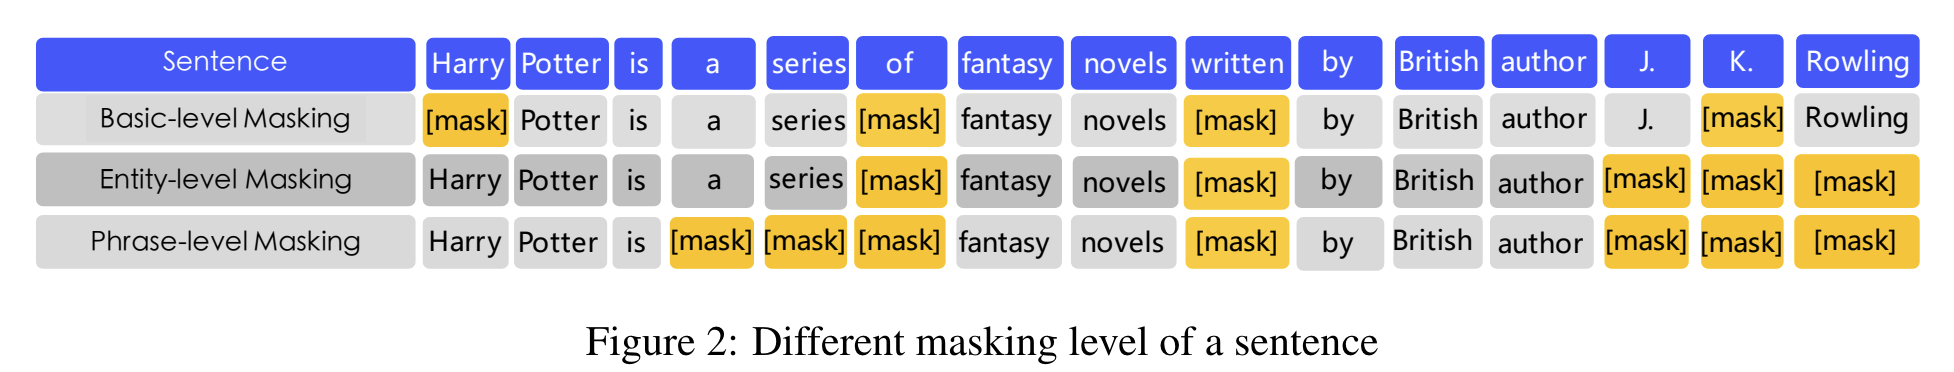 Sentence Harry Potter is a series of fantasy novels written by British author J. K. Rowling
Basic-level Masking [mask] Potter is a series [mask] fantasy novels [mask] by British author J. [mask] Rowling
Entity-level Masking Harry Potter is a series [mask] fantasy novels [mask] by British author [mask] [mask] [mask]
Phrase-level Masking Harry Potter is [mask] [mask] [mask] fantasy novels [mask] by British author [mask] [mask] [mask]
Figure 2: Different masking level of a sentence